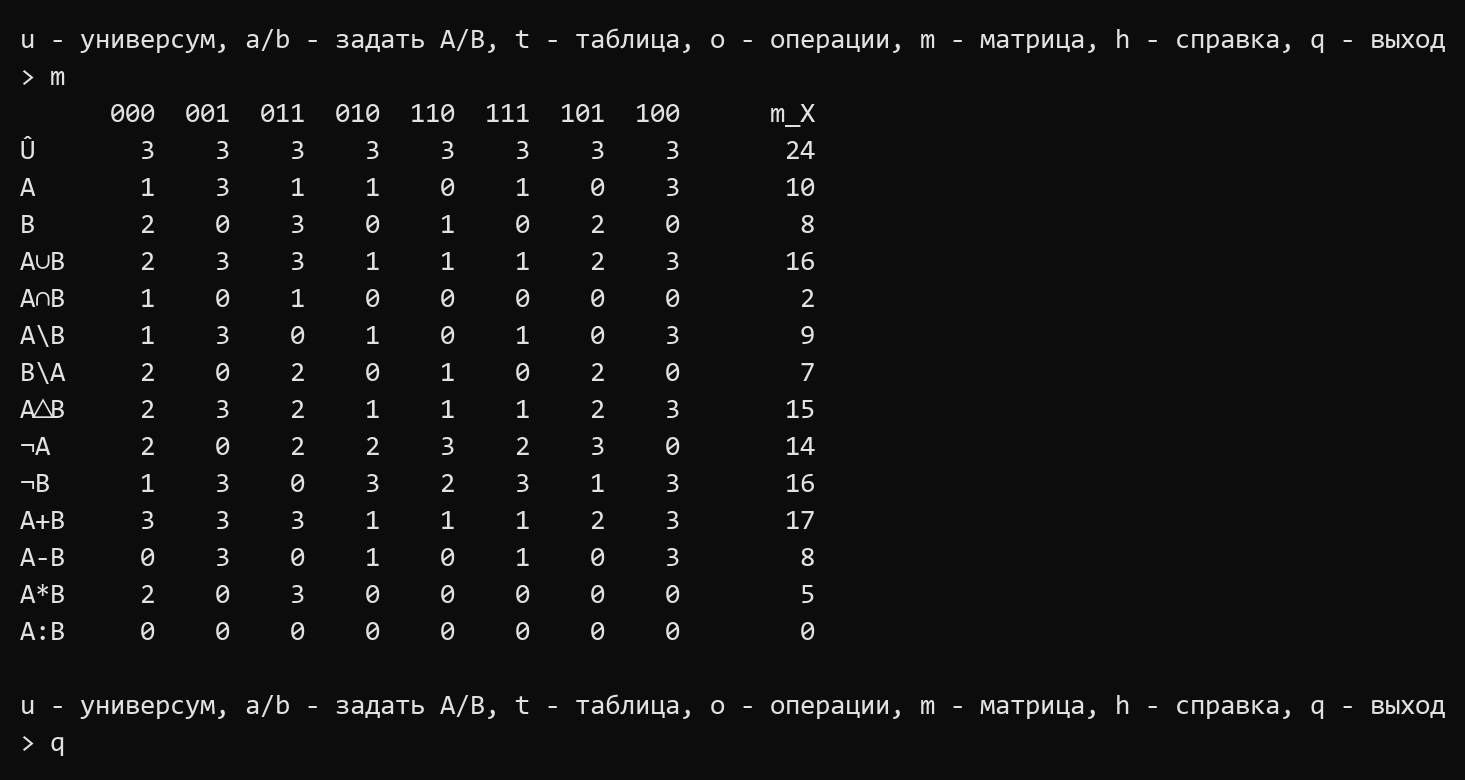 u - универсум, a/b - задать A/B, t - таблица, o - операции, m - матрица, h - справка, q - выход
> m
000 001 011 010 110 111 101 100 m_X
Û 3 3 3 3 3 3 3 3 24
A 1 3 1 1 0 1 0 3 10
B 2 0 3 0 1 0 2 0 8
A∪B 2 3 3 1 1 1 2 3 16
A∩B 1 0 1 0 0 0 0 0 2
A\B 1 3 0 1 0 1 0 3 9
B\A 2 0 2 0 1 0 2 0 7
A△B 2 3 2 1 1 1 2 3 15
¬A 2 0 2 2 3 2 3 0 14
¬B 1 3 0 3 2 3 1 3 16
A+B 3 3 3 1 1 1 2 3 17
A-B 0 3 0 1 0 1 0 3 8
A*B 2 0 3 0 0 0 0 0 5
A:B 0 0 0 0 0 0 0 0 0
u - универсум, a/b - задать A/B, t - таблица, o - операции, m - матрица, h - справка, q - выход
> q